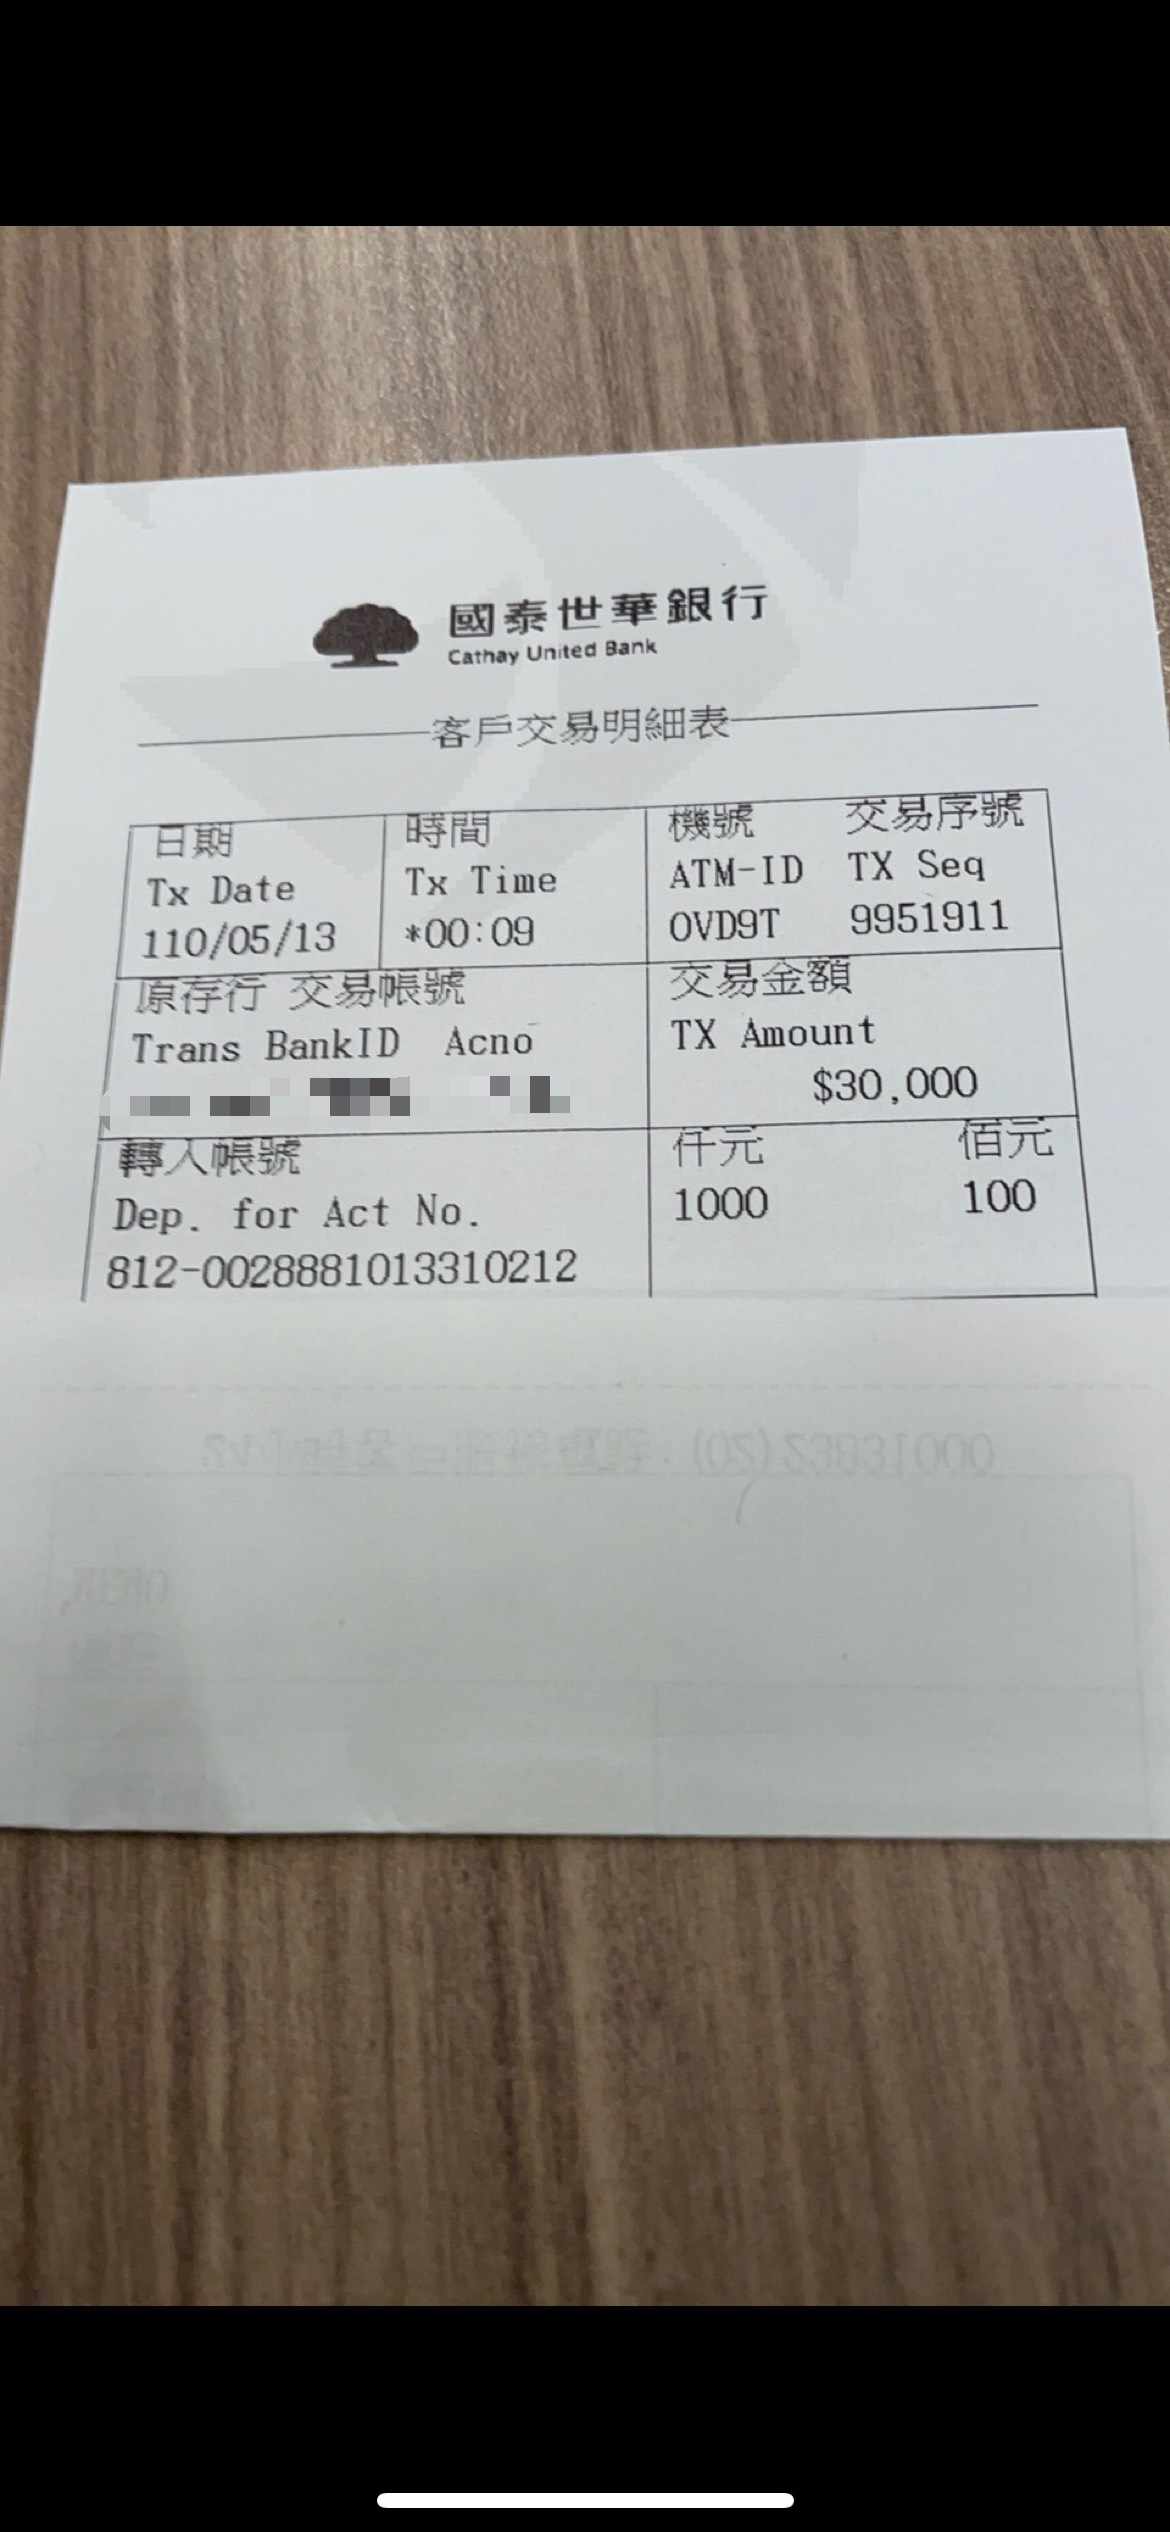 國泰世華銀行
Cathay United Bank
客戶交易明細表
日期 時間 機號 交易序號
Tx Date Tx Time ATM-ID TX Seq
110/05/13 *00:09 OVD9T 9951911
原存行 交易帳號 交易金額
Trans BankID Acno TX Amount
$30,000
轉入帳號 仟元 佰元
Dep. for Act No. 1000 100
812-0028881013310212